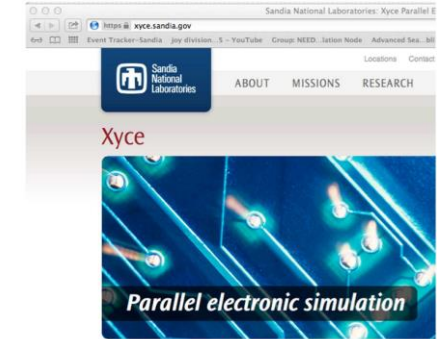 Sandia National Laboratories: Xyce Parallel E
https xyce.sandia.gov
Event Tracker-Sandia joy division...5 - YouTube Group: NEED...lation Node Advanced Sea...bli
Locations Contact
Sandia
National
Laboratories
ABOUT MISSIONS RESEARCH
Xyce
Parallel electronic simulation